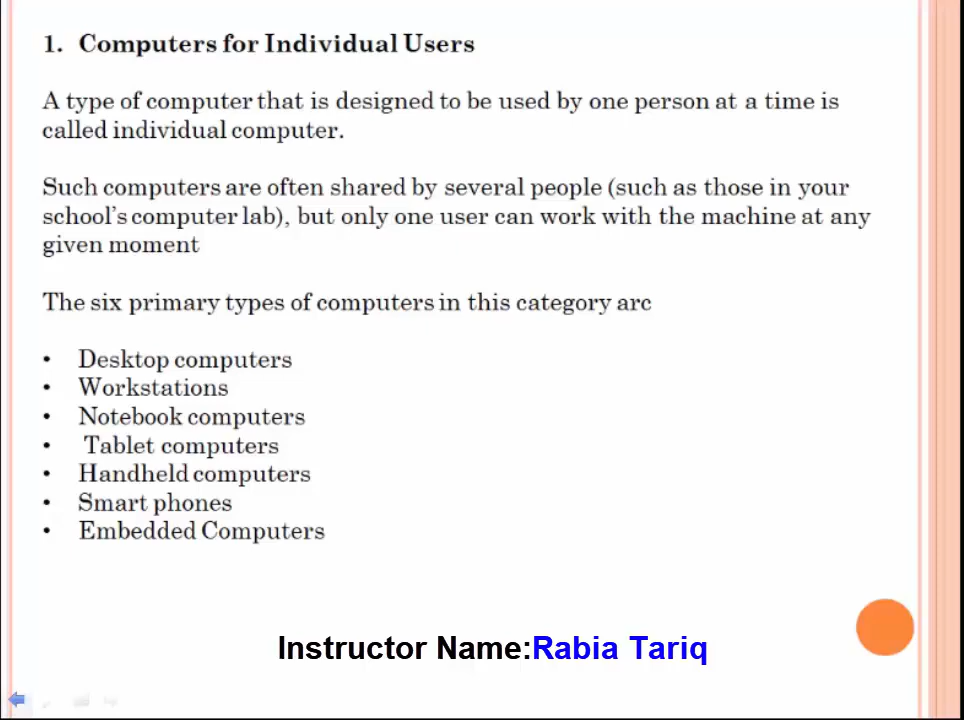 1. Computers for Individual Users
A type of computer that is designed to be used by one person at a time is
called individual computer.
Such computers are often shared by several people (such as those in your
school's computer lab), but only one user can work with the machine at any
given moment
The six primary types of computers in this category arc
• Desktop computers
• Workstations
• Notebook computers
• Tablet computers
• Handheld computers
• Smart phones
• Embedded Computers
Instructor Name:Rabia Tariq